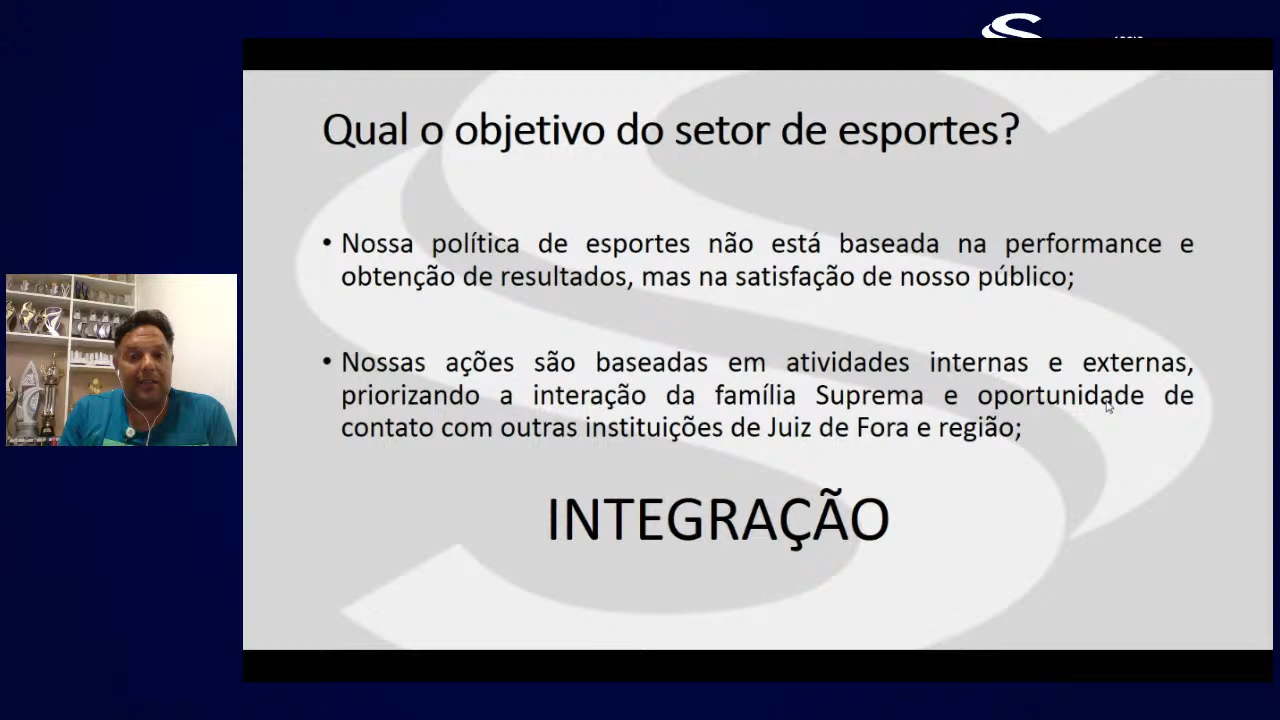 Qual o objetivo do setor de esportes?
• Nossa política de esportes não está baseada na performance e
obtenção de resultados, mas na satisfação de nosso público;
• Nossas ações são baseadas em atividades internas e externas,
priorizando a interação da família Suprema e oportunidade de
contato com outras instituições de Juiz de Fora e região;
INTEGRAÇÃO